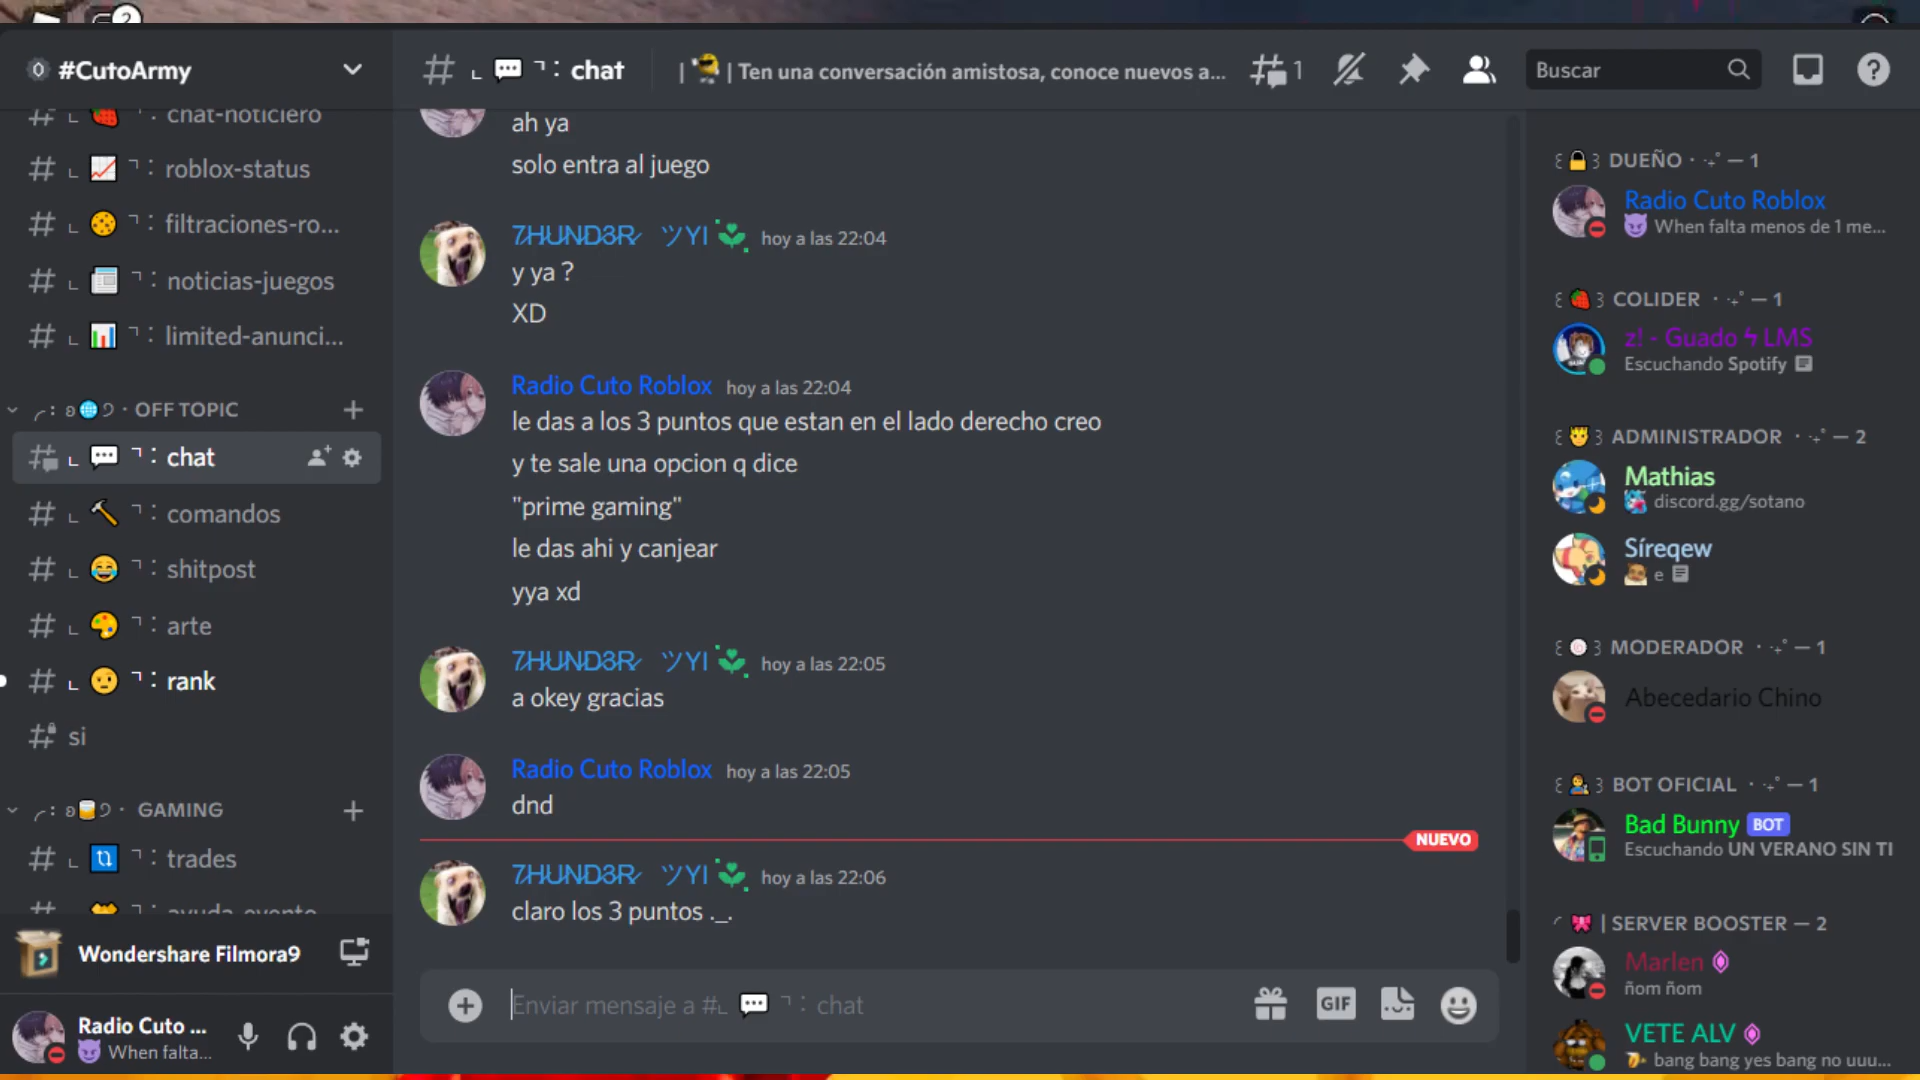 2
#CutoArmy
chat-noticiero
roblox-status
filtraciones-ro...
noticias-juegos
limited-anunci...
OFF TOPIC
chat
comandos
shitpost
arte
rank
si
GAMING
trades
ayuda-evento
Wondershare Filmora9
Radio Cuto ...
When falta...
chat
| Ten una conversación amistosa, conoce nuevos a...
1
Buscar
ah ya
solo entra al juego
7HUND3R ツYI hoy a las 22:04
y ya ?
XD
Radio Cuto Roblox hoy a las 22:04
le das a los 3 puntos que estan en el lado derecho creo
y te sale una opcion q dice
"prime gaming"
le das ahi y canjear
yya xd
7HUND3R ツYI hoy a las 22:05
a okey gracias
Radio Cuto Roblox hoy a las 22:05
dnd
NUEVO
7HUND3R ツYI hoy a las 22:06
claro los 3 puntos ._.
Enviar mensaje a # chat
GIF
DUEÑO — 1
Radio Cuto Roblox
When falta menos de 1 me...
COLIDER — 1
z! - Guado ϟ LMS
Escuchando Spotify
ADMINISTRADOR — 2
Mathias
discord.gg/sotano
Síreqew
e
MODERADOR — 1
Abecedario Chino
BOT OFICIAL — 1
Bad Bunny BOT
Escuchando UN VERANO SIN TI
| SERVER BOOSTER — 2
Marlen
ñom ñom
VETE ALV
bang bang yes bang no uuu...